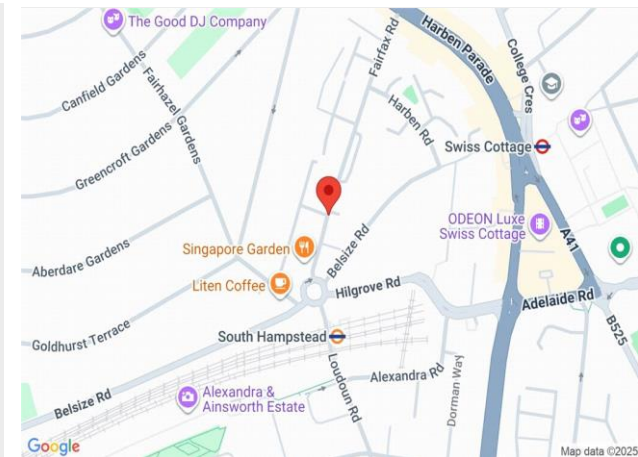 The Good DJ Company
Fairfax Rd
Harben Parade
College Cres
Canfield Gardens
Fairhazel Gardens
Harben Rd
Greencroft Gardens
Swiss Cottage
ODEON Luxe
Swiss Cottage
A41
Singapore Garden
Belsize Rd
Aberdare Gardens
Liten Coffee
Hilgrove Rd
Adelaide Rd
B525
Goldhurst Terrace
South Hampstead
Loudoun Rd
Alexandra Rd
Dorman Way
Belsize Rd
Alexandra &
Ainsworth Estate
Google
Map data ©2025